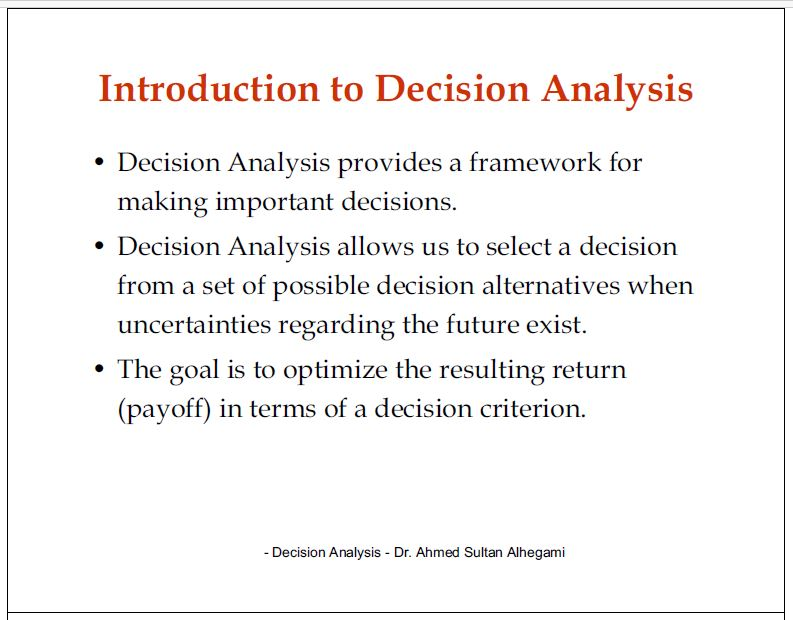 Introduction to Decision Analysis
• Decision Analysis provides a framework for
making important decisions.
• Decision Analysis allows us to select a decision
from a set of possible decision alternatives when
uncertainties regarding the future exist.
• The goal is to optimize the resulting return
(payoff) in terms of a decision criterion.
- Decision Analysis - Dr. Ahmed Sultan Alhegami